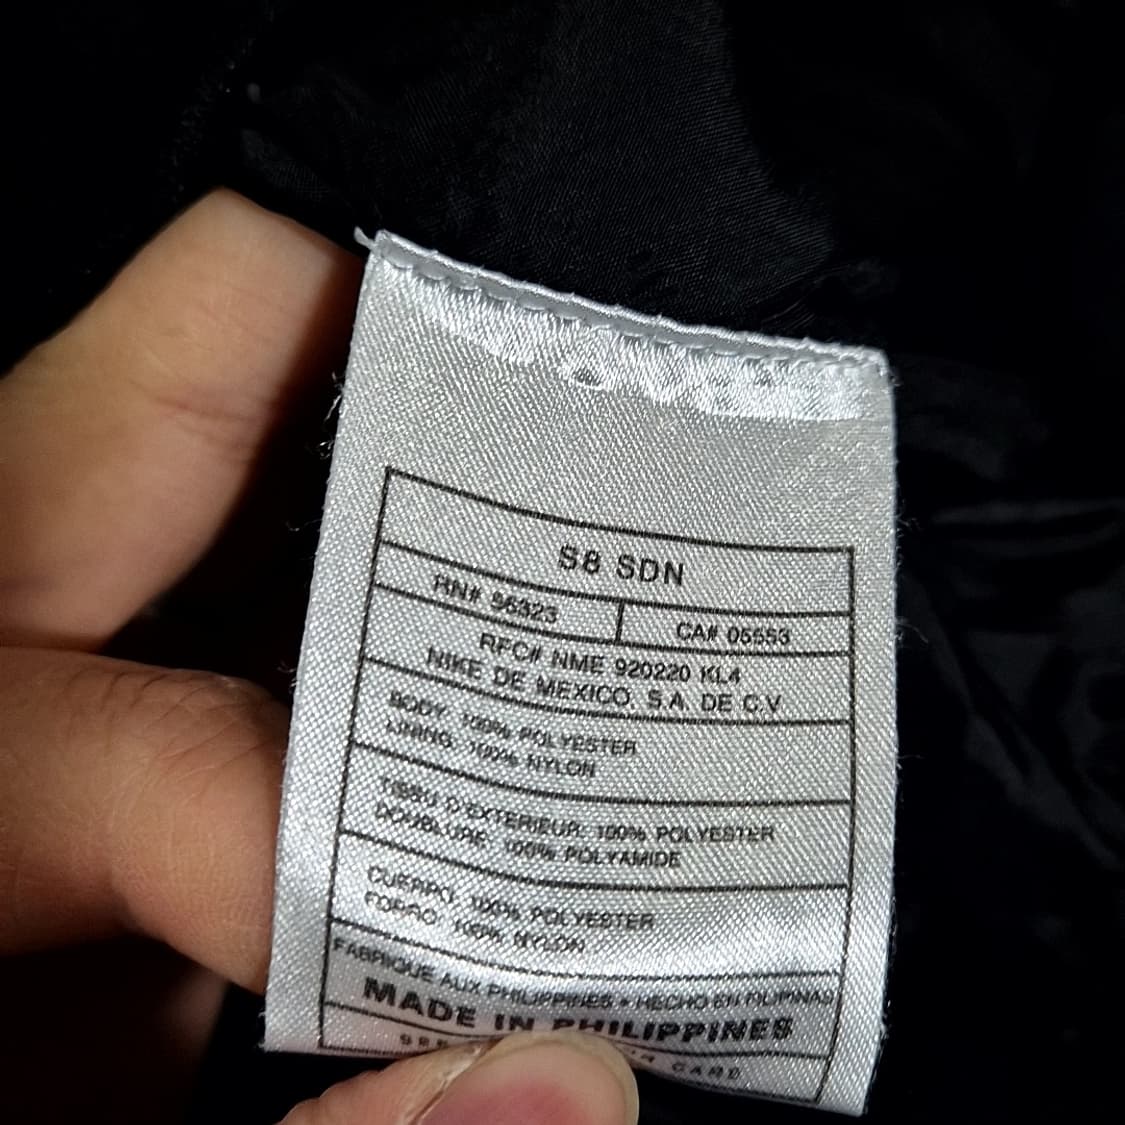 S8 SDN
RN# 56323
CA# 05553
RFC# NME 920220 KL4
NIKE DE MEXICO, S.A. DE C.V
BODY: 100% POLYESTER
LINING: 100% NYLON
TISSU D'EXTERIEUR: 100% POLYESTER
DOUBLURE: 100% POLYAMIDE
CUERPO: 100% POLYESTER
FORRO: 100% NYLON
FABRIQUE AUX PHILIPPINES • HECHO EN FILIPINAS
MADE IN PHILIPPINES
CARE